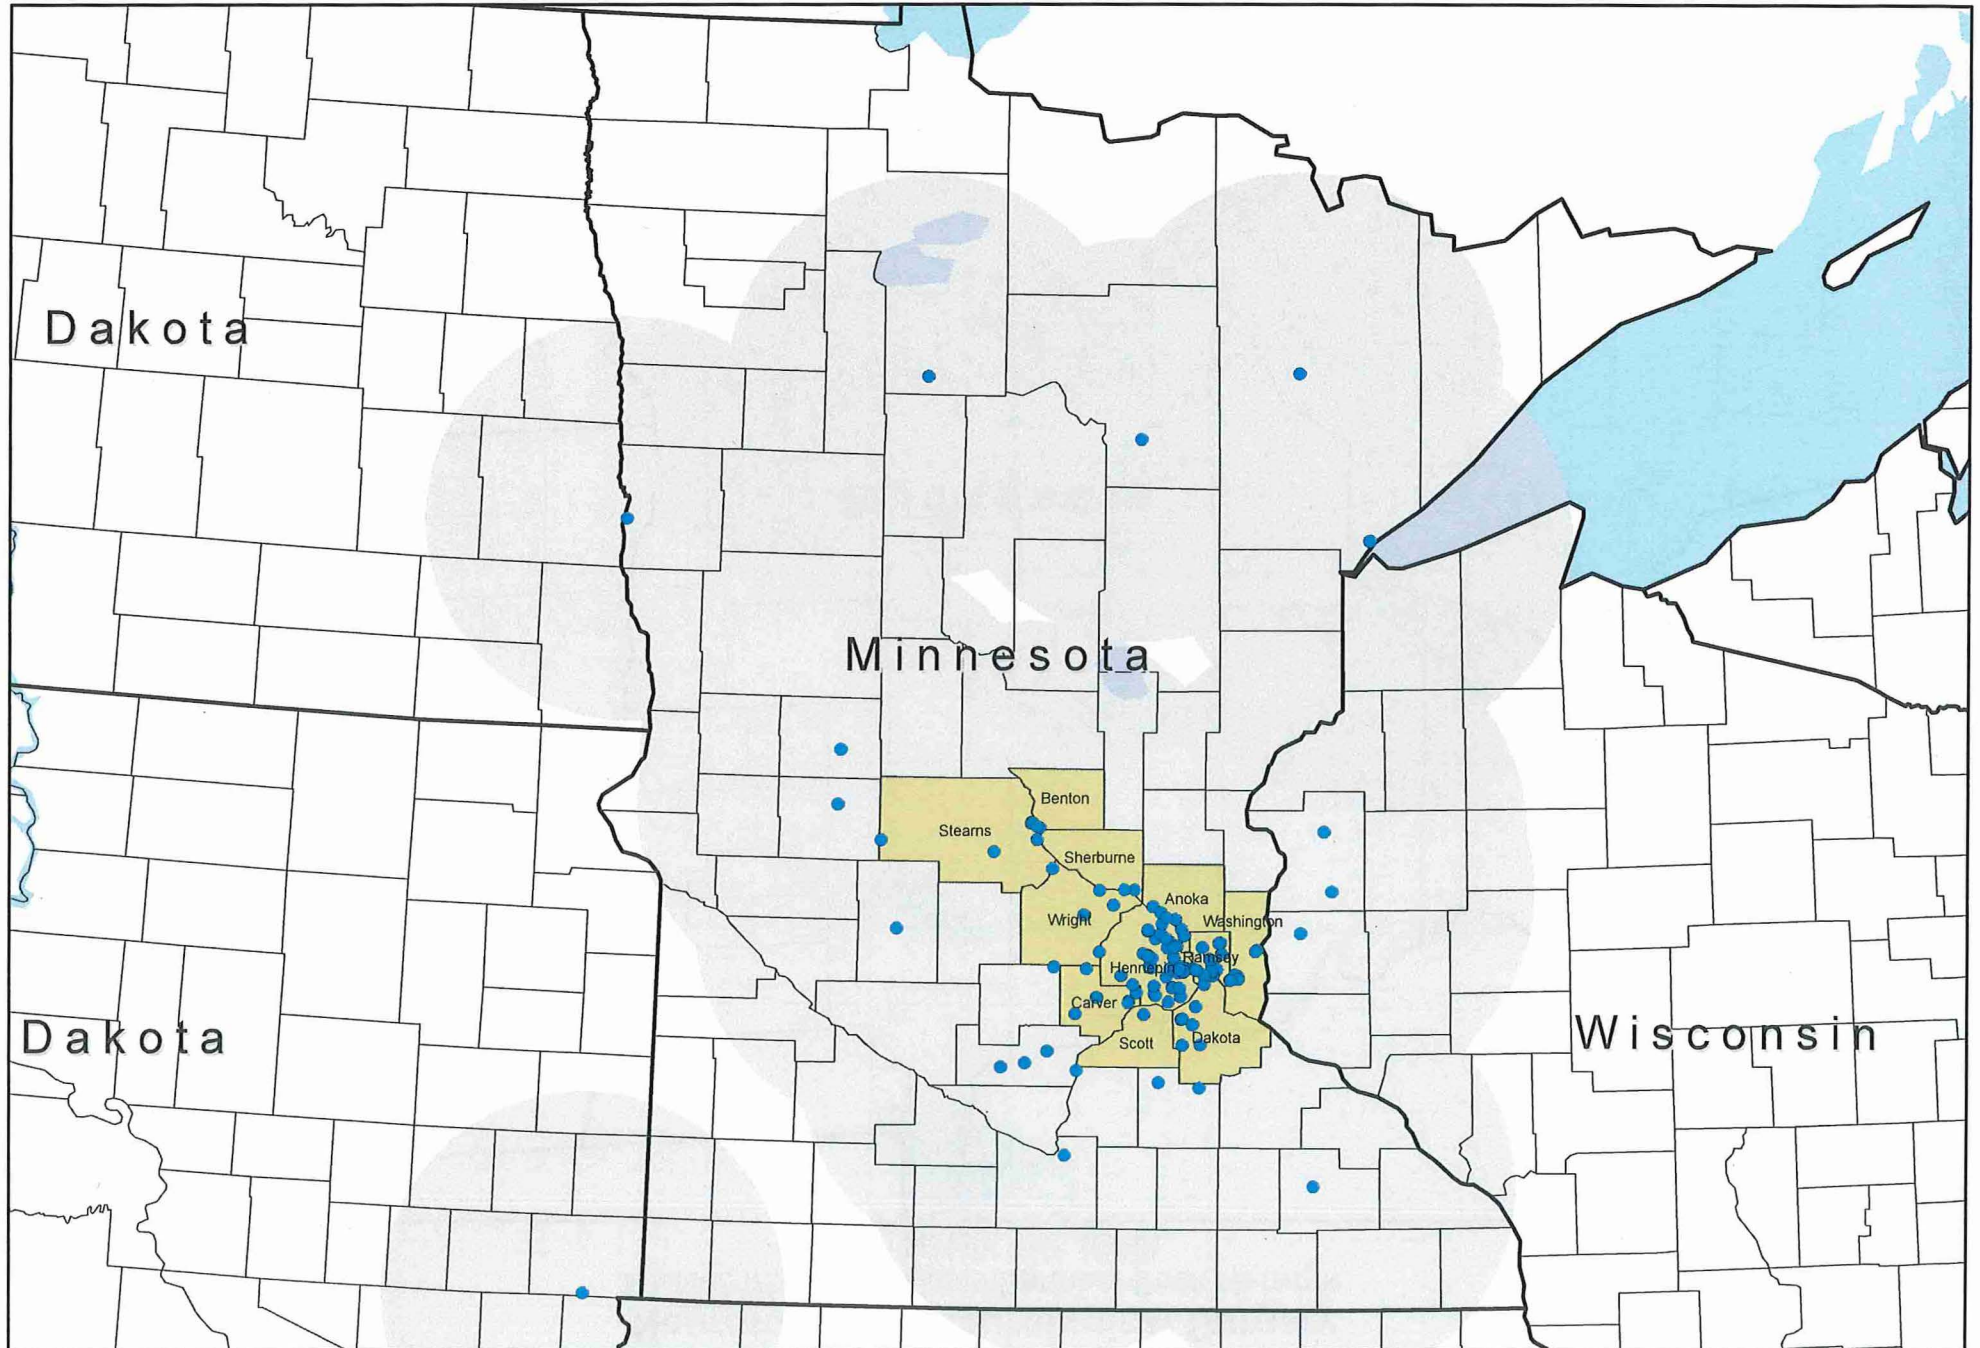 Dakota
Minnesota
Benton
Stearns
Sherburne
Anoka
Wright
Washington
Ramsey
Hennepin
Carver
Scott
Dakota
Dakota
Wisconsin